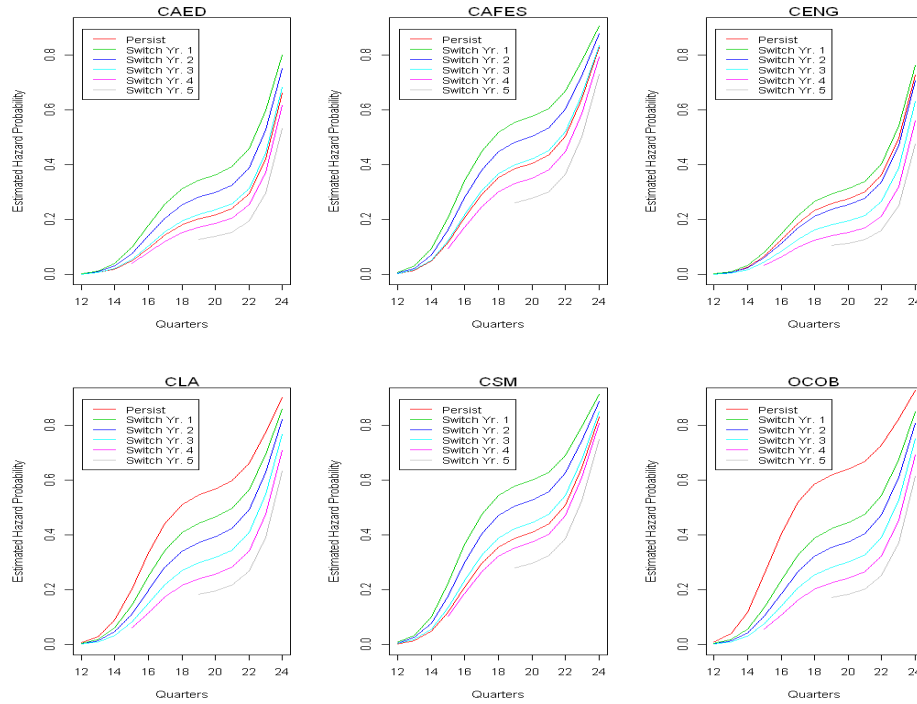 CAED
Estimated Hazard Probability
0.8
0.6
0.4
0.2
0.0
Persist
Switch Yr. 1
Switch Yr. 2
Switch Yr. 3
Switch Yr. 4
Switch Yr. 5
12 14 16 18 20 22 24
Quarters
CAFES
Estimated Hazard Probability
0.8
0.6
0.4
0.2
0.0
Persist
Switch Yr. 1
Switch Yr. 2
Switch Yr. 3
Switch Yr. 4
Switch Yr. 5
12 14 16 18 20 22 24
Quarters
CENG
Estimated Hazard Probability
0.8
0.6
0.4
0.2
0.0
Persist
Switch Yr. 1
Switch Yr. 2
Switch Yr. 3
Switch Yr. 4
Switch Yr. 5
12 14 16 18 20 22 24
Quarters
CLA
Estimated Hazard Probability
0.8
0.6
0.4
0.2
0.0
Persist
Switch Yr. 1
Switch Yr. 2
Switch Yr. 3
Switch Yr. 4
Switch Yr. 5
12 14 16 18 20 22 24
Quarters
CSM
Estimated Hazard Probability
0.8
0.6
0.4
0.2
0.0
Persist
Switch Yr. 1
Switch Yr. 2
Switch Yr. 3
Switch Yr. 4
Switch Yr. 5
12 14 16 18 20 22 24
Quarters
OCOB
Estimated Hazard Probability
0.8
0.6
0.4
0.2
0.0
Persist
Switch Yr. 1
Switch Yr. 2
Switch Yr. 3
Switch Yr. 4
Switch Yr. 5
12 14 16 18 20 22 24
Quarters